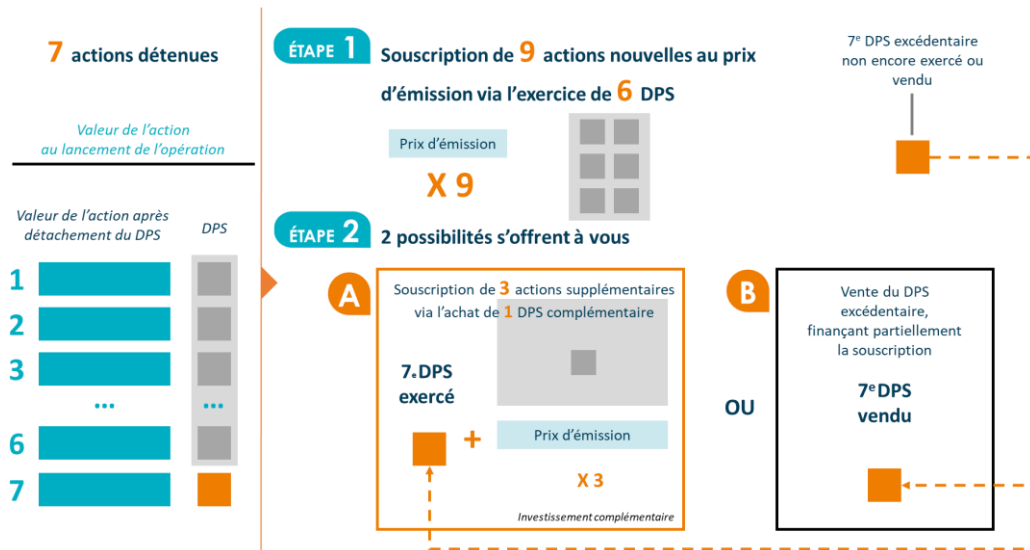 7 actions détenues
Valeur de l'action
au lancement de l'opération
Valeur de l'action après
détachement du DPS
DPS
1
2
3
...
...
6
7
ÉTAPE 1
Souscription de 9 actions nouvelles au prix
d'émission via l'exercice de 6 DPS
Prix d'émission
X 9
7e DPS excédentaire
non encore exercé ou
vendu
ÉTAPE 2
2 possibilités s'offrent à vous
A
Souscription de 3 actions supplémentaires
via l'achat de 1 DPS complémentaire
7e DPS
exercé
+
Prix d'émission
X 3
Investissement complémentaire
OU
B
Vente du DPS
excédentaire,
finançant partiellement
la souscription
7e DPS
vendu